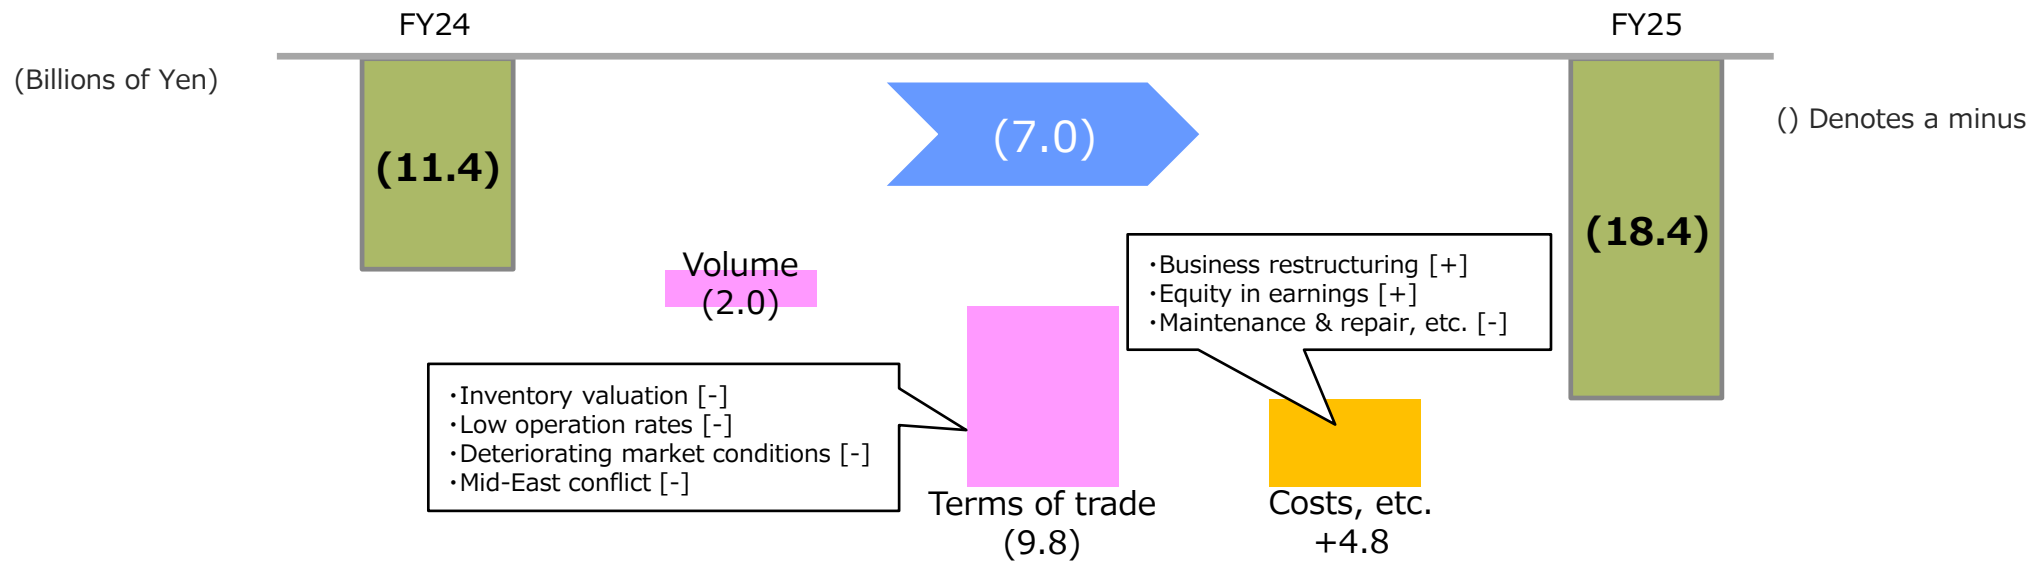 FY24
FY25
(Billions of Yen)
() Denotes a minus
(7.0)
(11.4)
(18.4)
Volume
(2.0)
・Business restructuring [+]
・Equity in earnings [+]
・Maintenance & repair, etc. [-]
・Inventory valuation [-]
・Low operation rates [-]
・Deteriorating market conditions [-]
・Mid-East conflict [-]
Terms of trade
(9.8)
Costs, etc.
+4.8